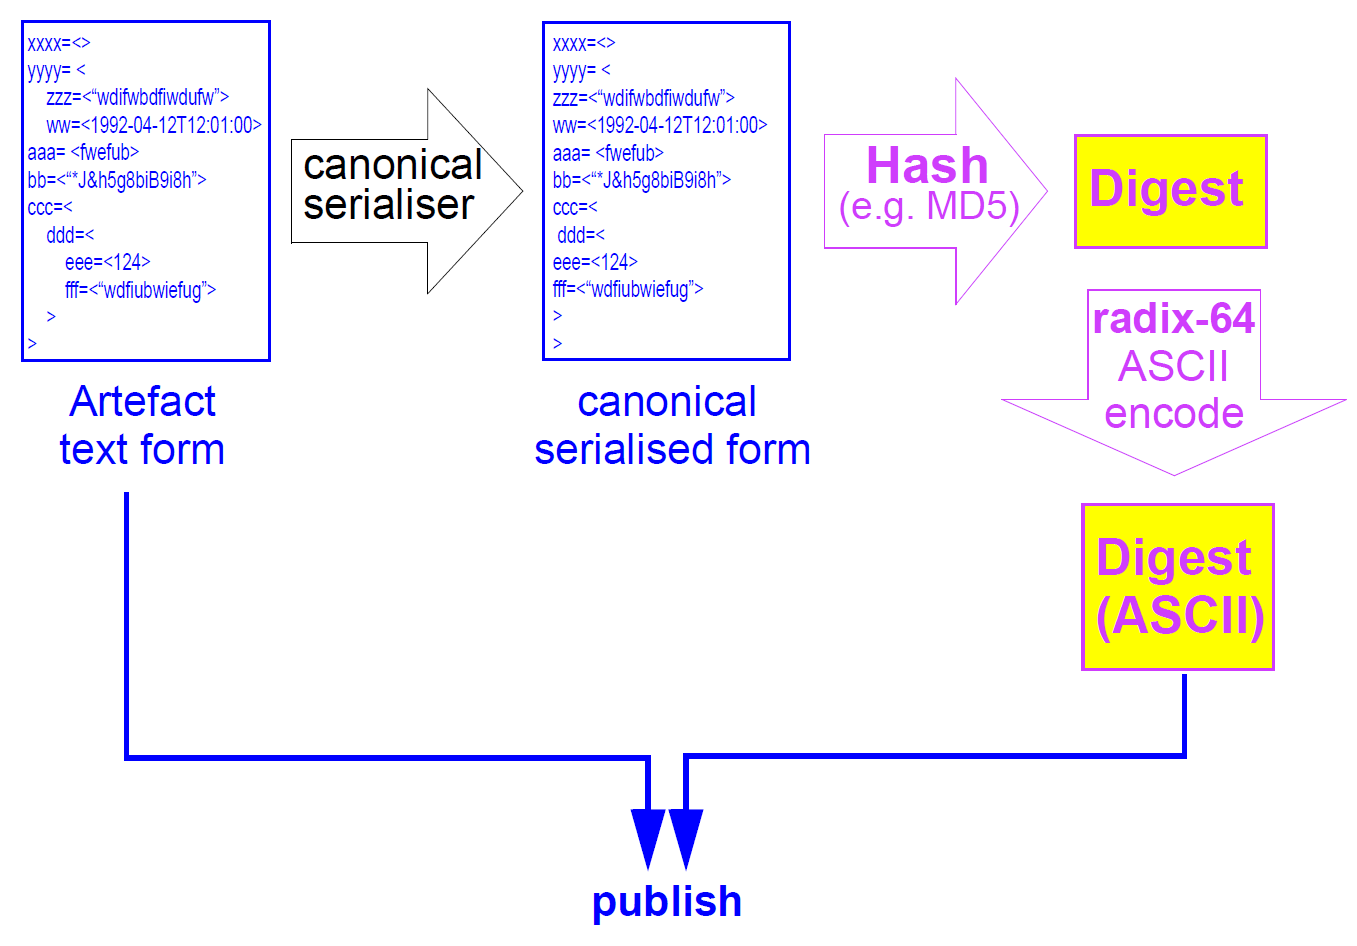 xxxx=<>
yyyy= <
zzz=<“wdifwbdfiwdufw”>
ww=<1992-04-12T12:01:00>
aaa= <fwefub>
bb=<“*J&h5g8biB9i8h”>
ccc=<
ddd=<
eee=<124>
fff=<“wdfiubwiefug”>
>
>
Artefact
text form
canonical
serialiser
xxxx=<>
yyyy= <
zzz=<“wdifwbdfiwdufw”>
ww=<1992-04-12T12:01:00>
aaa= <fwefub>
bb=<“*J&h5g8biB9i8h”>
ccc=<
ddd=<
eee=<124>
fff=<“wdfiubwiefug”>
>
>
canonical
serialised form
Hash
(e.g. MD5)
Digest
radix-64
ASCII
encode
Digest
(ASCII)
publish